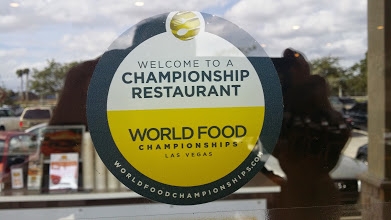 WELCOME TO A
CHAMPIONSHIP
RESTAURANT
WORLD FOOD
CHAMPIONSHIPS
LAS VEGAS
WORLDFOODCHAMPIONSHIPS.COM